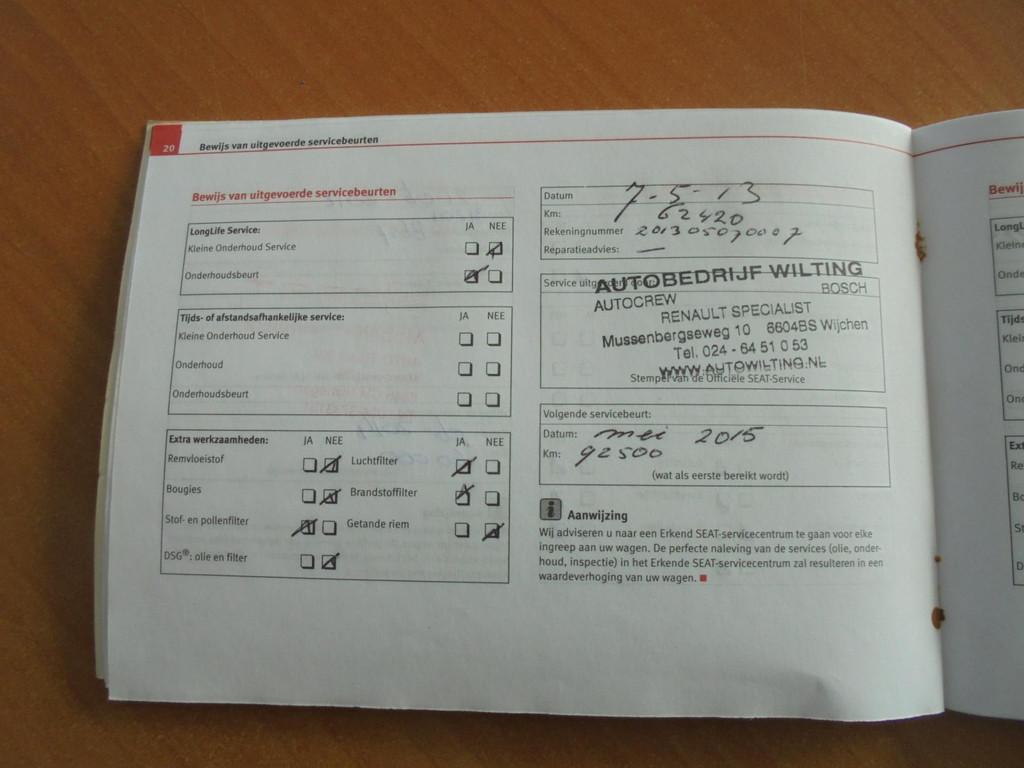 20 Bewijs van uitgevoerde servicebeurten
Bewijs van uitgevoerde servicebeurten
LongLife Service: JA NEE
Kleine Onderhoud Service
Onderhoudsbeurt
Tijds- of afstandsafhankelijke service: JA NEE
Kleine Onderhoud Service
Onderhoud
Onderhoudsbeurt
Extra werkzaamheden: JA NEE JA NEE
Remvloeistof Luchtfilter
Bougies Brandstoffilter
Stof- en pollenfilter Getande riem
DSG®: olie en filter
Datum 7-5-13
Km: 62420
Rekeningnummer 201305070007
Reparatieadvies: —
Service uitgevoerd door:
AUTOBEDRIJF WILTING
AUTOCREW BOSCH
RENAULT SPECIALIST
Mussenbergseweg 10 6604BS Wijchen
Tel. 024 - 64 51 0 53
WWW.AUTOWILTING.NL
Stempel van de Officiële SEAT-Service
Volgende servicebeurt:
Datum: mei 2015
Km: 92500
(wat als eerste bereikt wordt)
Aanwijzing
Wij adviseren u naar een Erkend SEAT-servicecentrum te gaan voor elke
ingreep aan uw wagen. De perfecte naleving van de services (olie, onder-
houd, inspectie) in het Erkende SEAT-servicecentrum zal resulteren in een
waardeverhoging van uw wagen.